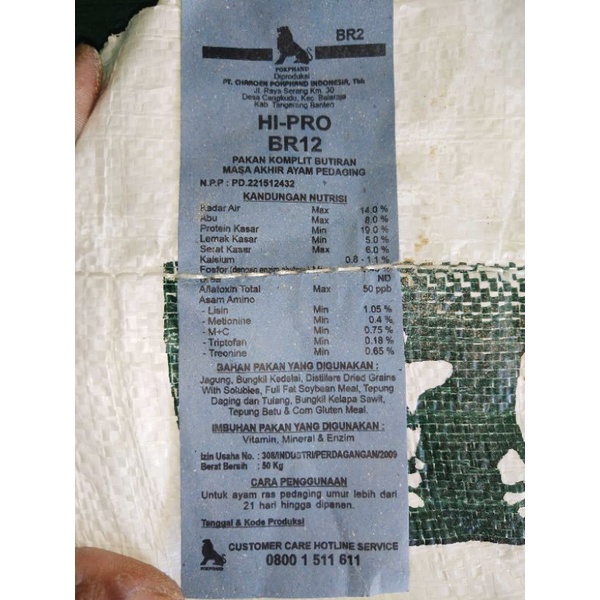 BR2
POKPHAND
Diproduksi
PT. CHAROEN POKPHAND INDONESIA, Tbk
Jl. Raya Serang Km. 30
Desa Cangkudu, Kec. Balaraja
Kab. Tangerang Banten
HI-PRO
BR12
PAKAN KOMPLIT BUTIRAN
MASA AKHIR AYAM PEDAGING
N.P.P : PD.221512432
KANDUNGAN NUTRISI
Kadar Air Max 14.0 %
Abu Max 8.0 %
Protein Kasar Min 19.0 %
Lemak Kasar Min 5.0 %
Serat Kasar Max 6.0 %
Kalsium 0.8 - 1.1 %
Fosfor (dengan enzim Min
ND
Aflatoxin Total Max 50 ppb
Asam Amino
- Lisin Min 1.05 %
- Metionine Min 0.4 %
- M+C Min 0.75 %
- Triptofan Min 0.18 %
- Treonine Min 0.65 %
BAHAN PAKAN YANG DIGUNAKAN :
Jagung, Bungkil Kedelai, Distillers Dried Grains
With Solubles, Full Fat Soybean Meal, Tepung
Daging dan Tulang, Bungkil Kelapa Sawit,
Tepung Batu & Corn Gluten Meal.
IMBUHAN PAKAN YANG DIGUNAKAN :
Vitamin, Mineral & Enzim
Izin Usaha No. : 308/INDUSTRI/PERDAGANGAN/2009
Berat Bersih : 50 Kg
CARA PENGGUNAAN
Untuk ayam ras pedaging umur lebih dari
21 hari hingga dipanen.
Tanggal & Kode Produksi
POKPHAND
CUSTOMER CARE HOTLINE SERVICE
0800 1 511 611